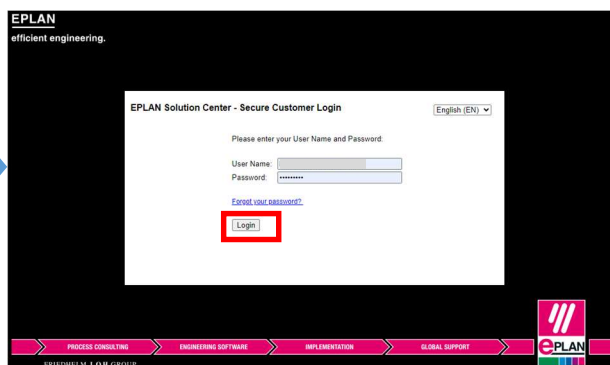 EPLAN
efficient engineering.
EPLAN Solution Center - Secure Customer Login
English (EN)
Please enter your User Name and Password:
User Name:
Password: •••••••••
Forgot your password?
Login
PROCESS CONSULTING
ENGINEERING SOFTWARE
IMPLEMENTATION
GLOBAL SUPPORT
ePLAN
FRIEDHELM LOH GROUP